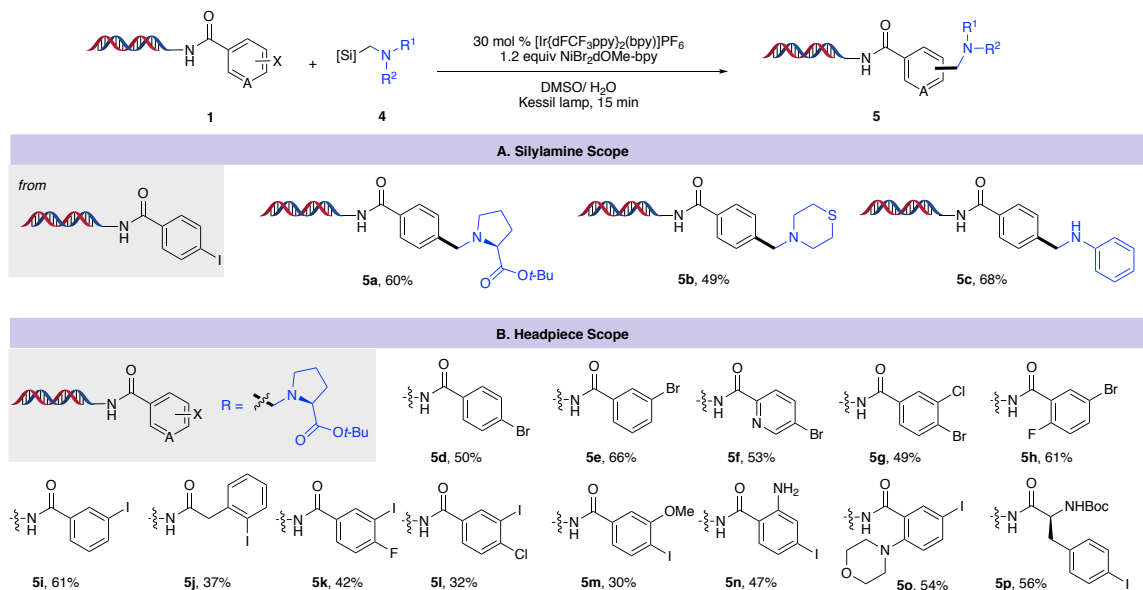 O
N
H
X
A
1
+
[Si]
N
R1
R2
4
30 mol % [Ir{dFCF3ppy}2(bpy)]PF6
1.2 equiv NiBr2dOMe-bpy
DMSO/ H2O
Kessil lamp, 15 min
O
N
H
A
N
R1
R2
5
A. Silylamine Scope
from
O
N
H
I
O
N
H
N
O
Ot-Bu
5a, 60%
O
N
H
N
S
5b, 49%
O
N
H
H
N
5c, 68%
B. Headpiece Scope
O
N
H
X
A
R =
N
O
Ot-Bu
O
N
H
Br
5d, 50%
O
N
H
Br
5e, 66%
O
N
H
N
Br
5f, 53%
O
N
H
Cl
Br
5g, 49%
O
N
H
F
Br
5h, 61%
O
N
H
I
5i, 61%
O
N
H
I
5j, 37%
O
N
H
I
F
5k, 42%
O
N
H
I
Cl
5l, 32%
O
N
H
OMe
I
5m, 30%
O
N
H
NH2
I
5n, 47%
O
N
H
I
N
O
5o, 54%
O
N
H
NHBoc
I
5p, 56%